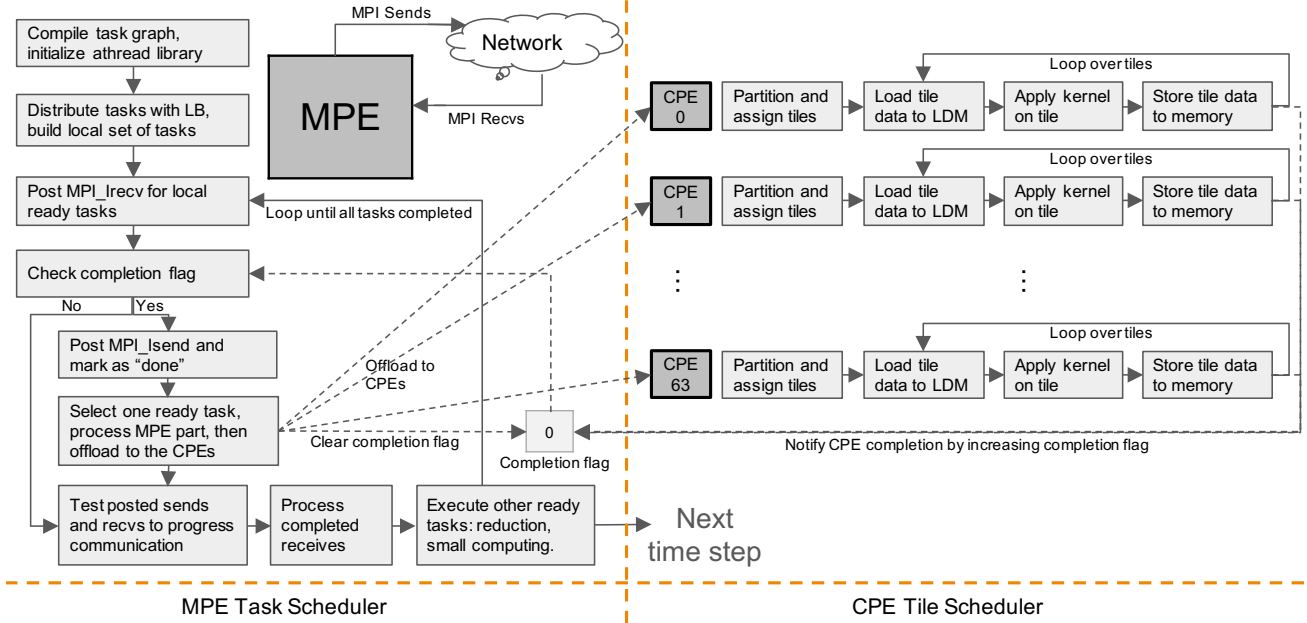 Compile task graph,
initialize athread library
Distribute tasks with LB,
build local set of tasks
Post MPI_Irecv for local
ready tasks
Check completion flag
No
Yes
Post MPI_Isend and
mark as “done”
Select one ready task,
process MPE part, then
offload to the CPEs
Test posted sends
and recvs to progress
communication
Process
completed
receives
Execute other ready
tasks: reduction,
small computing.
Loop until all tasks completed
MPI Sends
Network
MPE
MPI Recvs
Offload to
CPEs
Clear completion flag
0
Completion flag
Next
time step
MPE Task Scheduler
Loop over tiles
CPE
0
Partition and
assign tiles
Load tile
data to LDM
Apply kernel
on tile
Store tile data
to memory
Loop over tiles
CPE
1
Partition and
assign tiles
Load tile
data to LDM
Apply kernel
on tile
Store tile data
to memory
⋮ ⋮
Loop over tiles
CPE
63
Partition and
assign tiles
Load tile
data to LDM
Apply kernel
on tile
Store tile data
to memory
Notify CPE completion by increasing completion flag
CPE Tile Scheduler